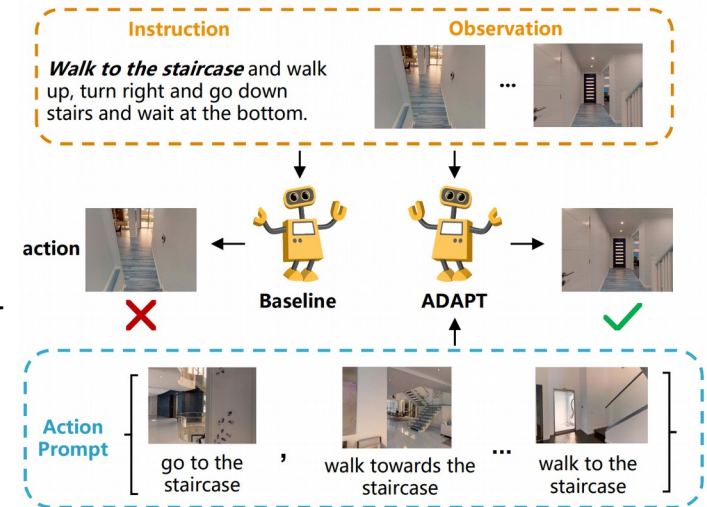 Instruction
Observation
Walk to the staircase and walk
up, turn right and go down
stairs and wait at the bottom.
...
action
Baseline
ADAPT
Action
Prompt
go to the
staircase
,
walk towards the
staircase
...
walk to the
staircase